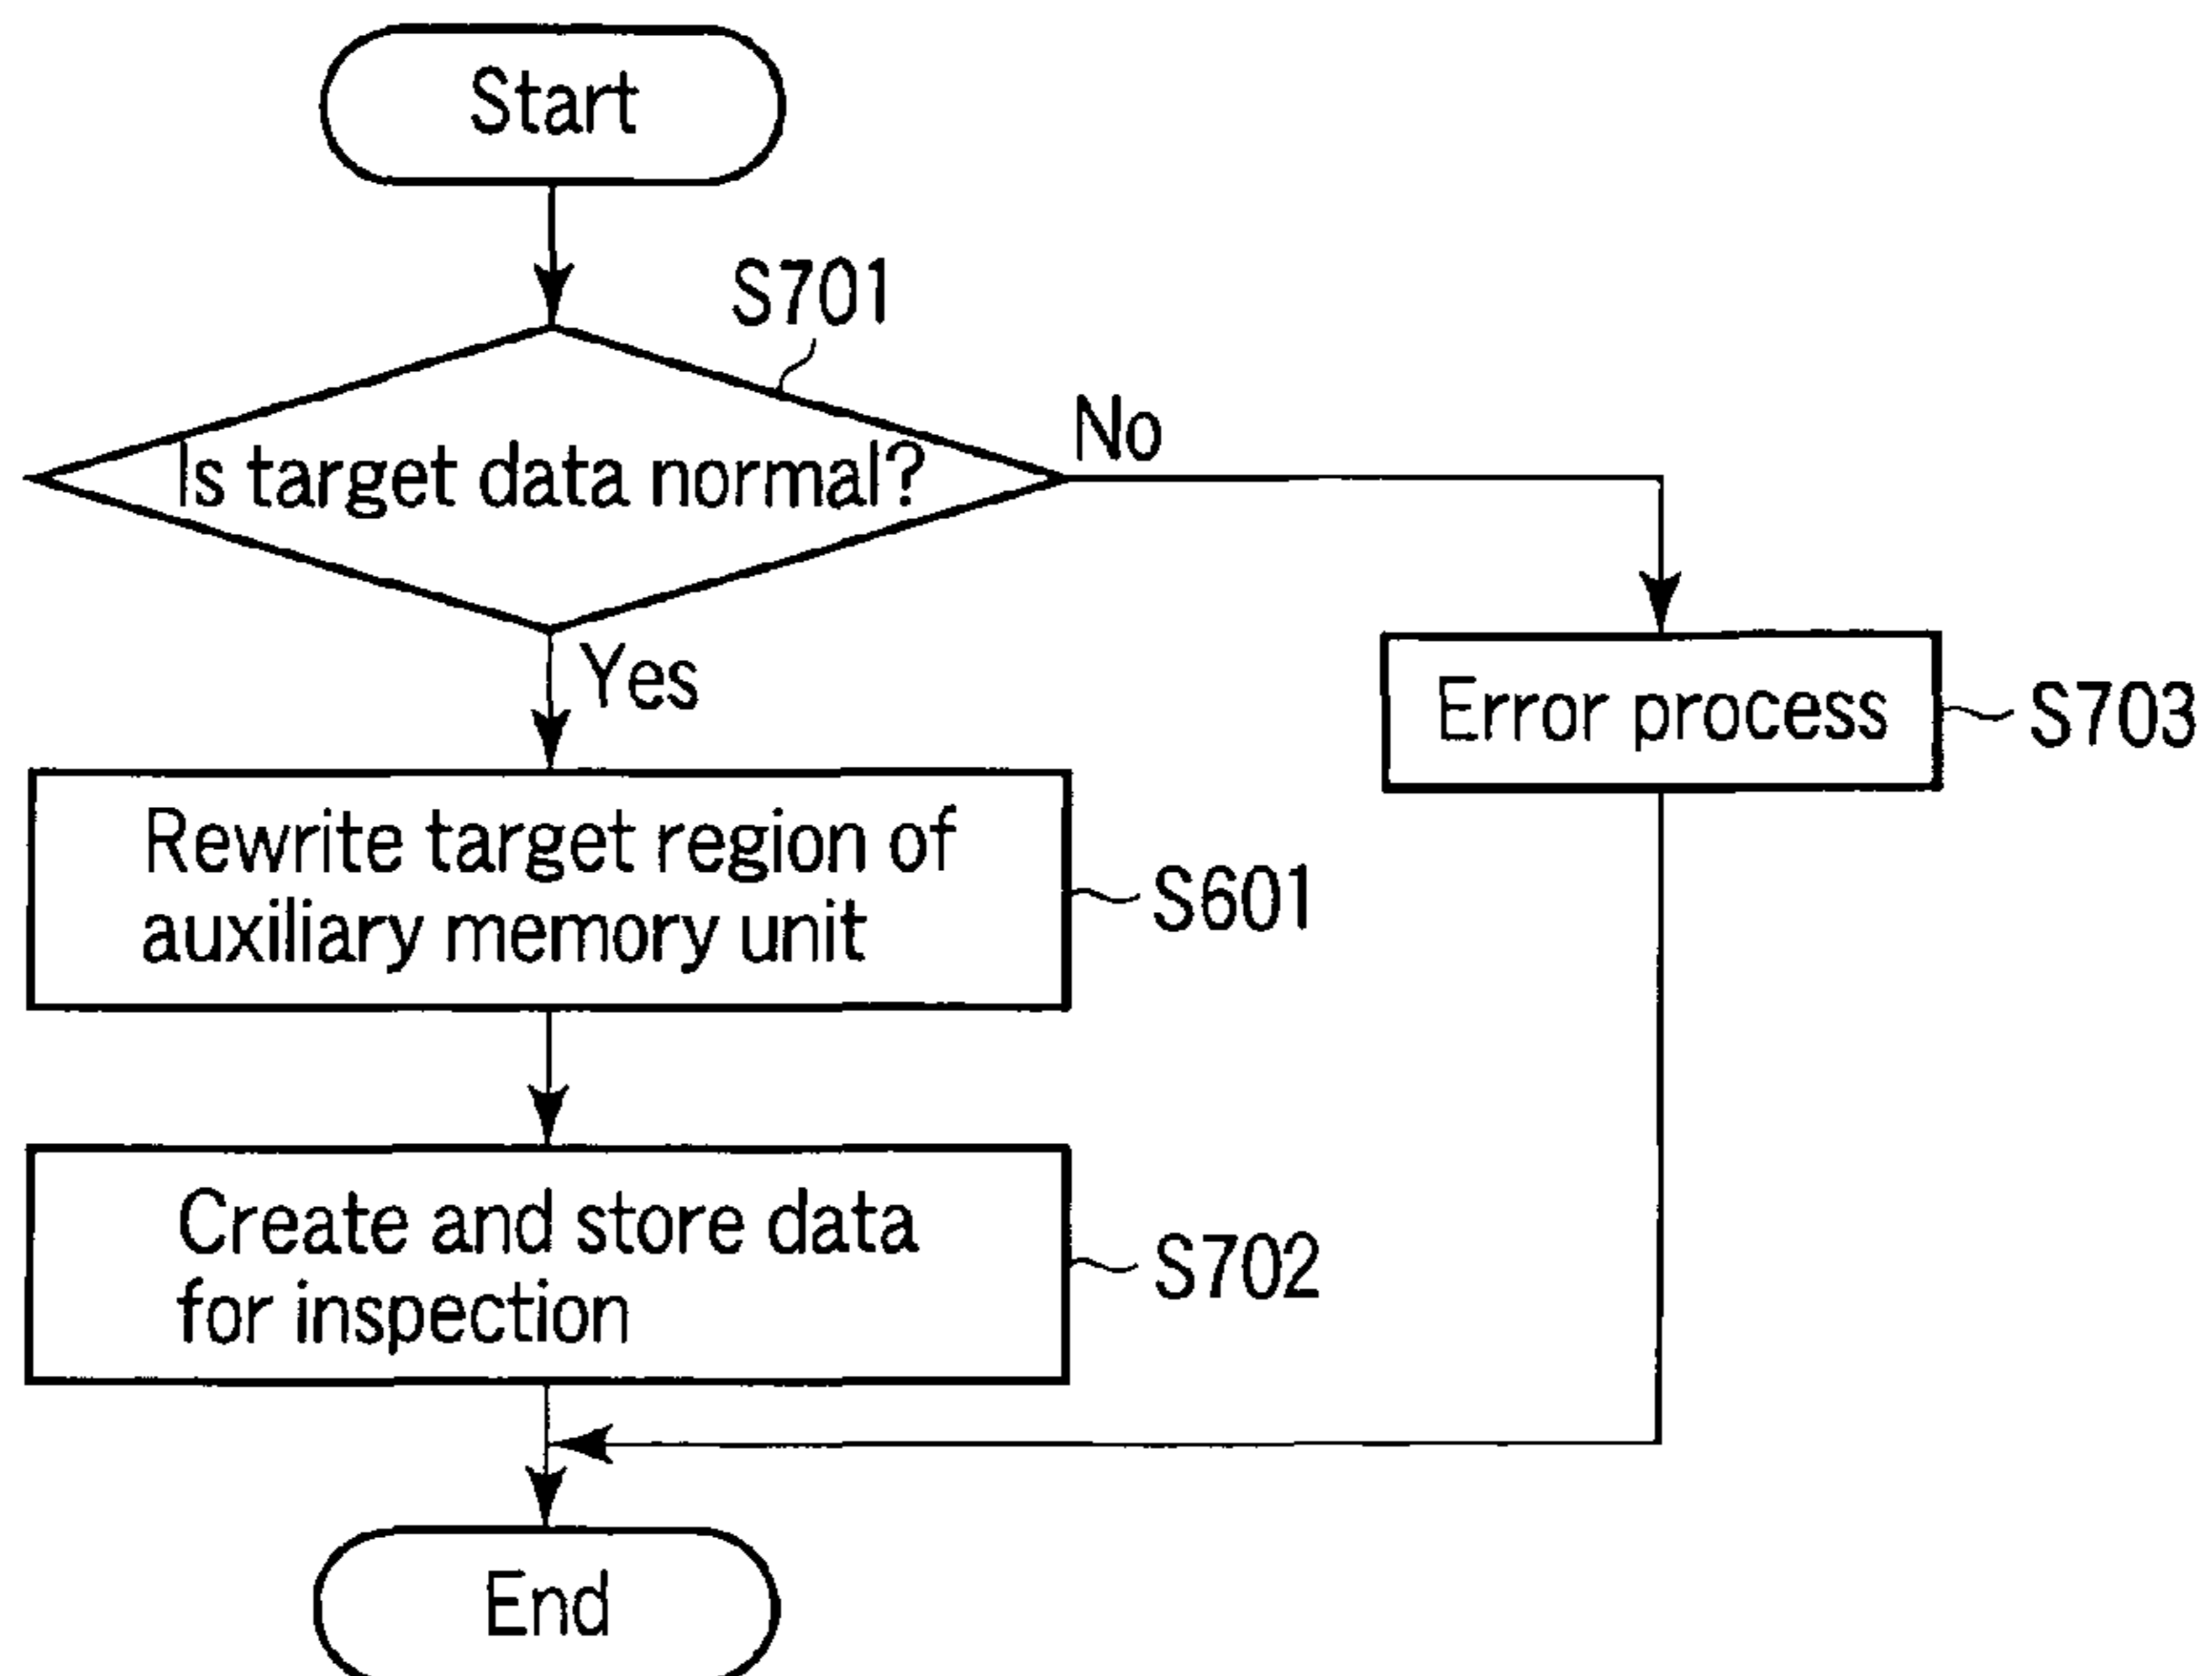 Start
S701
Is target data normal?
No
Yes
Error process
S703
Rewrite target region of
auxiliary memory unit
S601
Create and store data
for inspection
S702
End